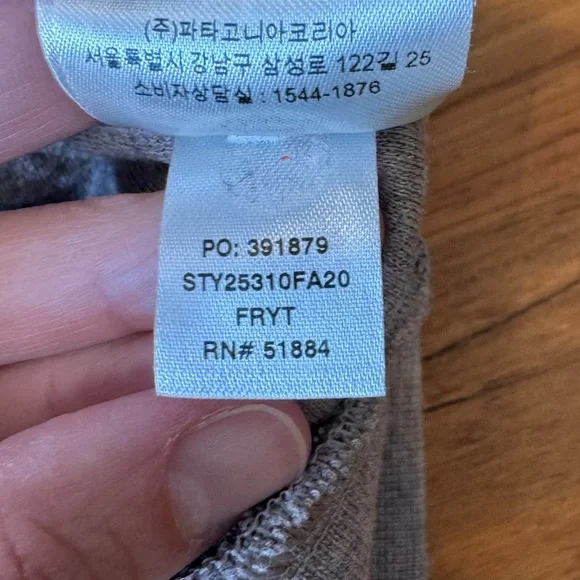 (주)파타고니아코리아
서울특별시 강남구 삼성로 122길 25
소비자상담실 : 1544-1876
PO: 391879
STY25310FA20
FRYT
RN# 51884